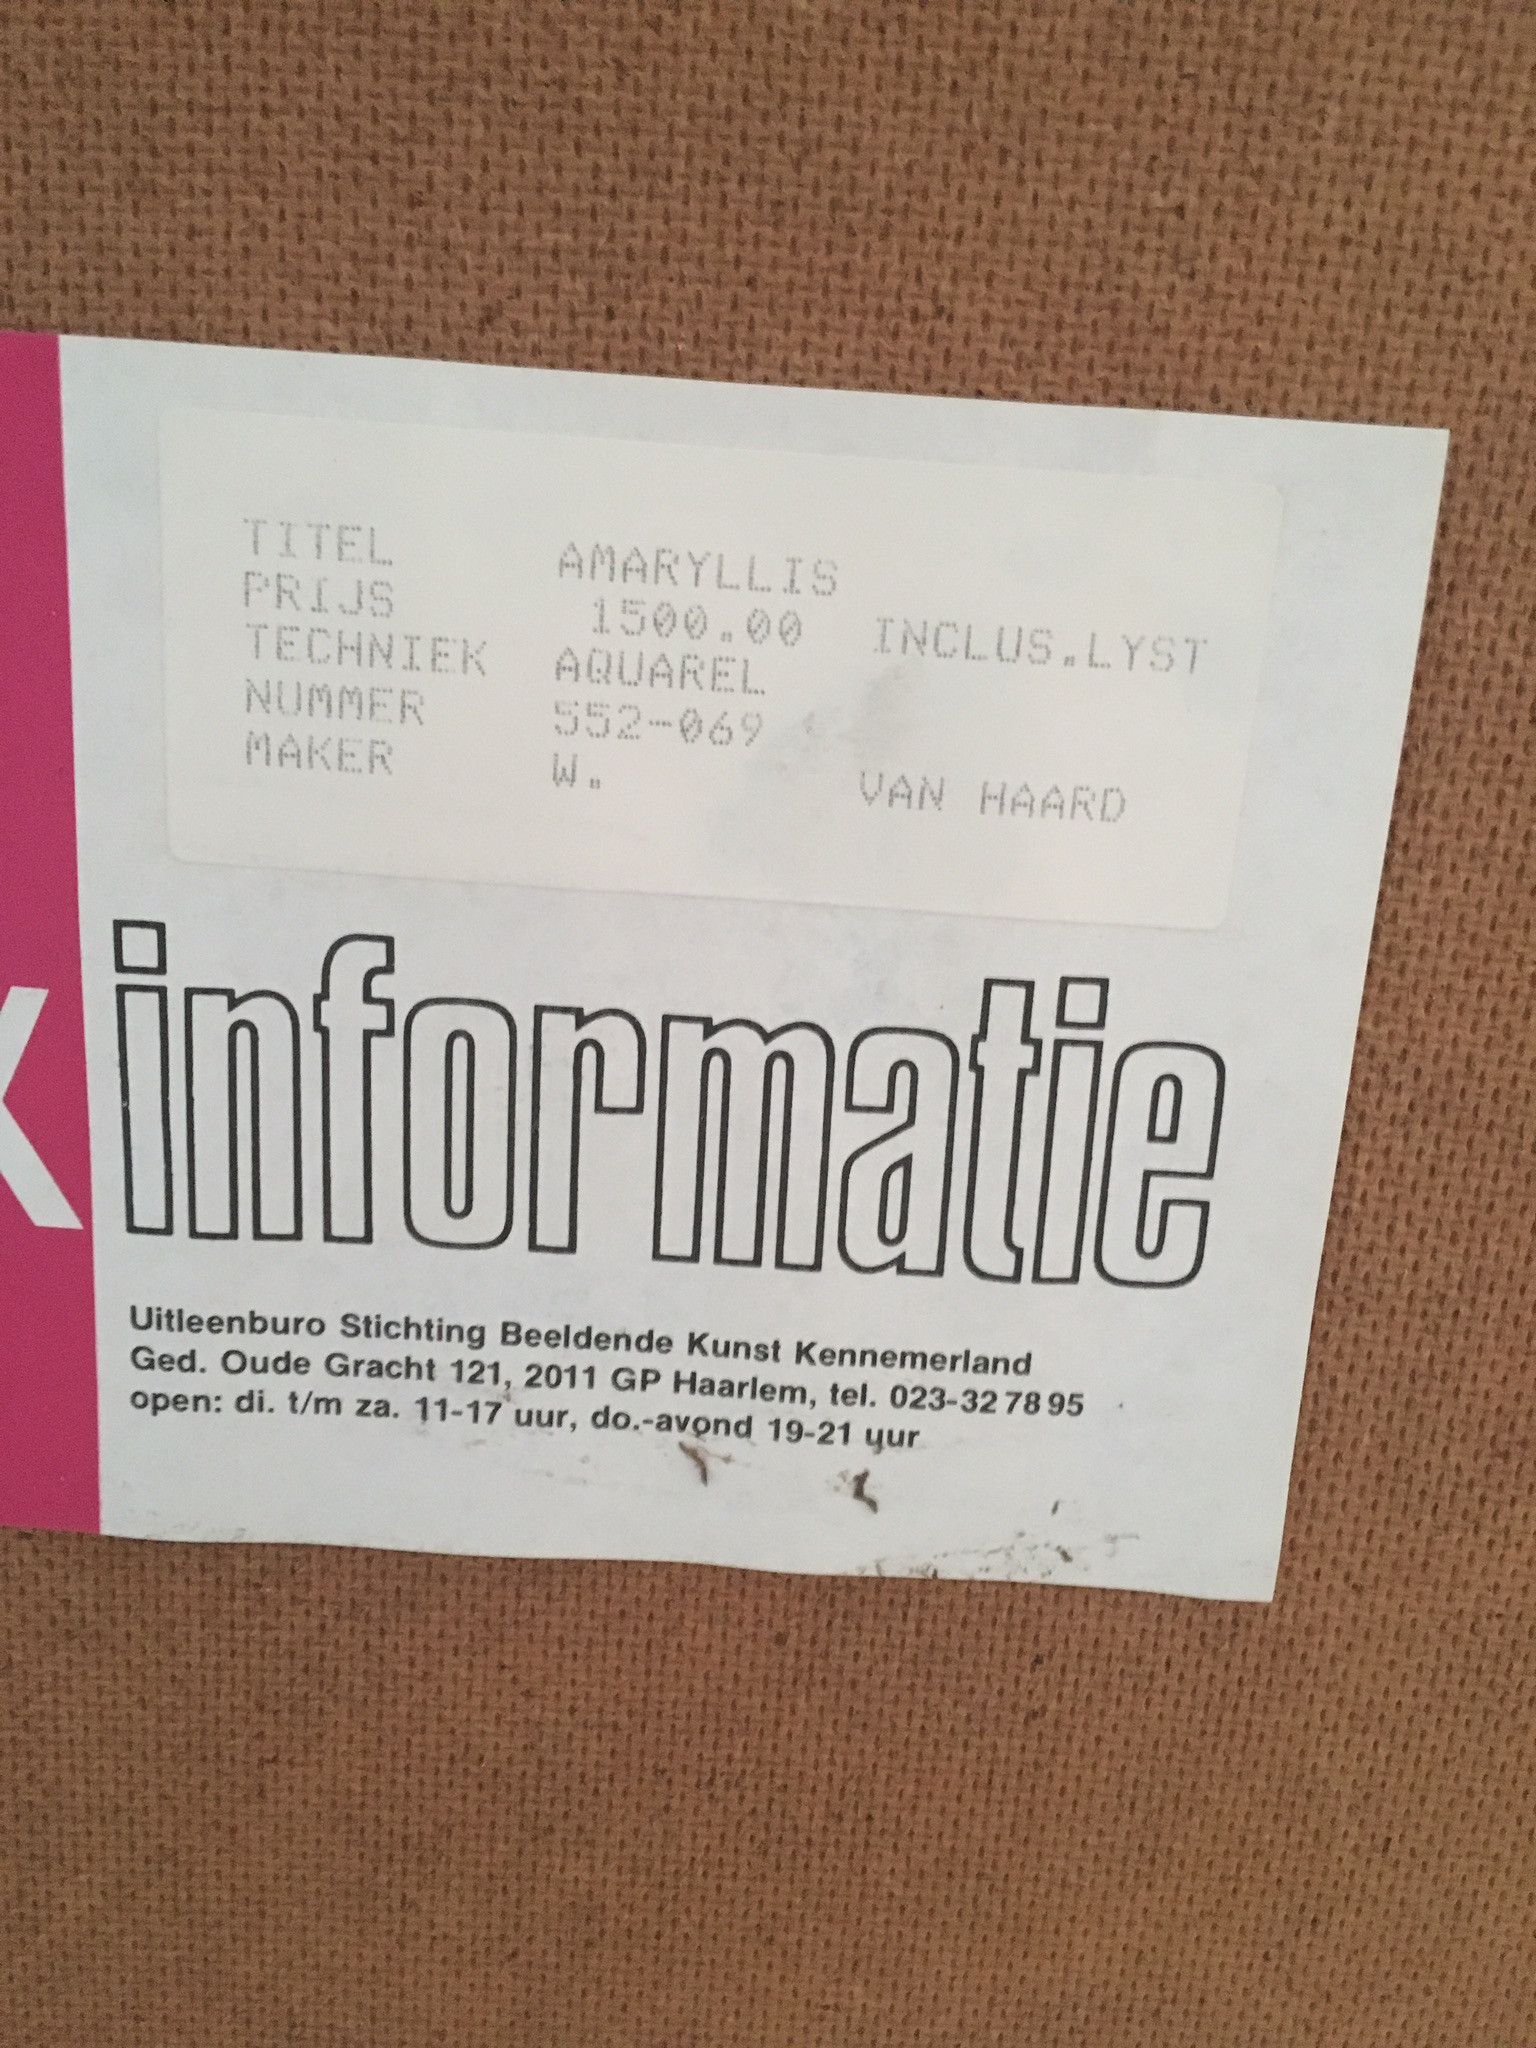 TITEL AMARYLLIS
PRIJS 1500.00 INCLUS.LYST
TECHNIEK AQUAREL
NUMMER 552-069
MAKER W. VAN HAARD
K
informatie
Uitleenburo Stichting Beeldende Kunst Kennemerland
Ged. Oude Gracht 121, 2011 GP Haarlem, tel. 023-32 78 95
open: di. t/m za. 11-17 uur, do.-avond 19-21 uur